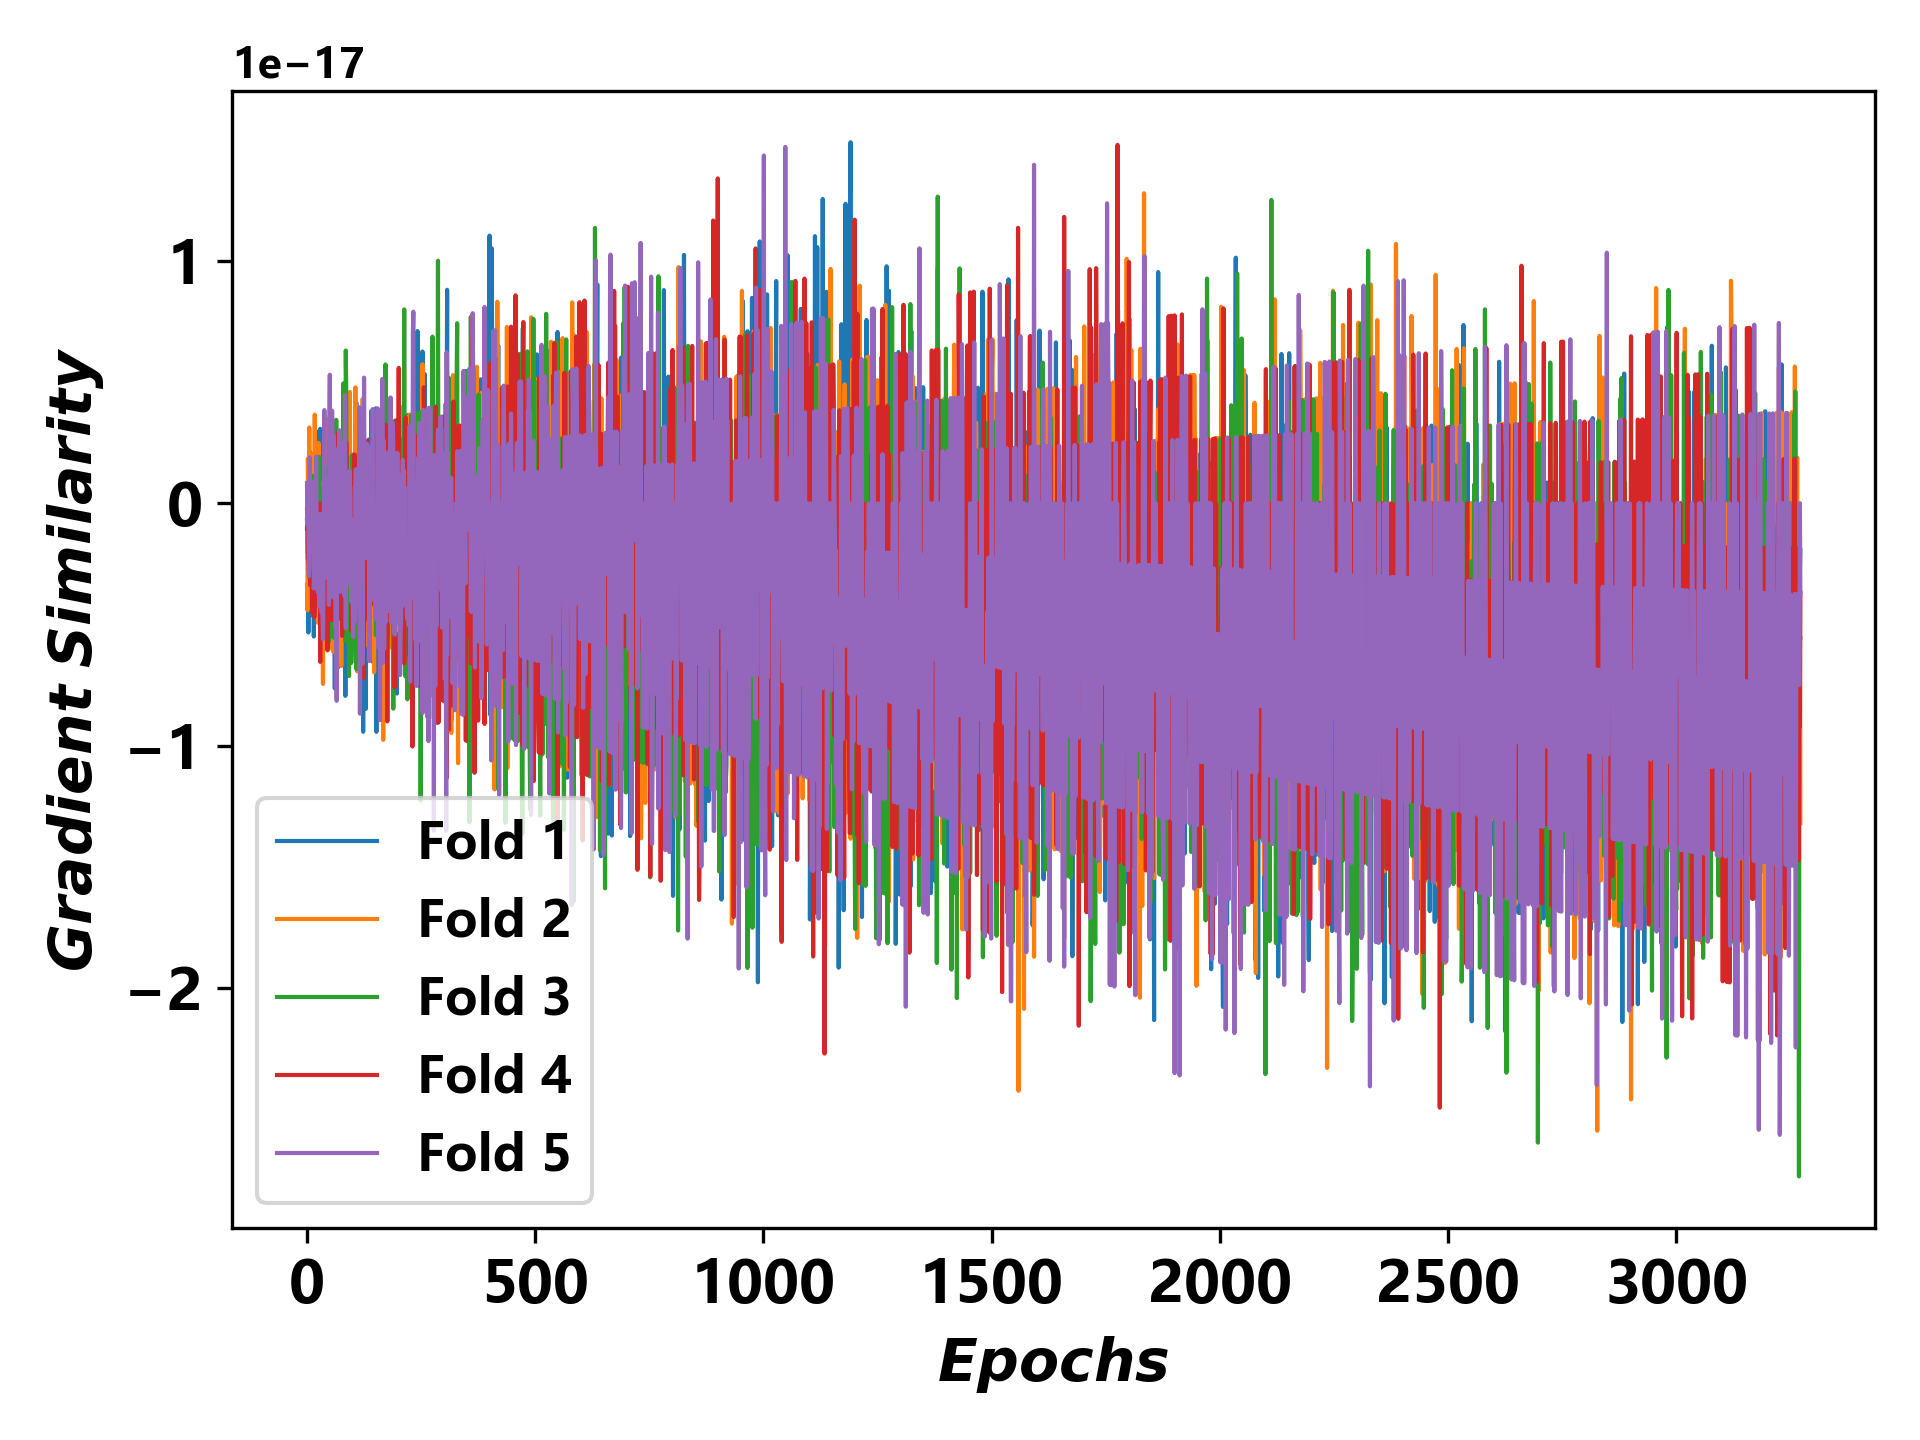 1e−17
Gradient Similarity
1
0
−1
−2
Fold 1
Fold 2
Fold 3
Fold 4
Fold 5
0 500 1000 1500 2000 2500 3000
Epochs